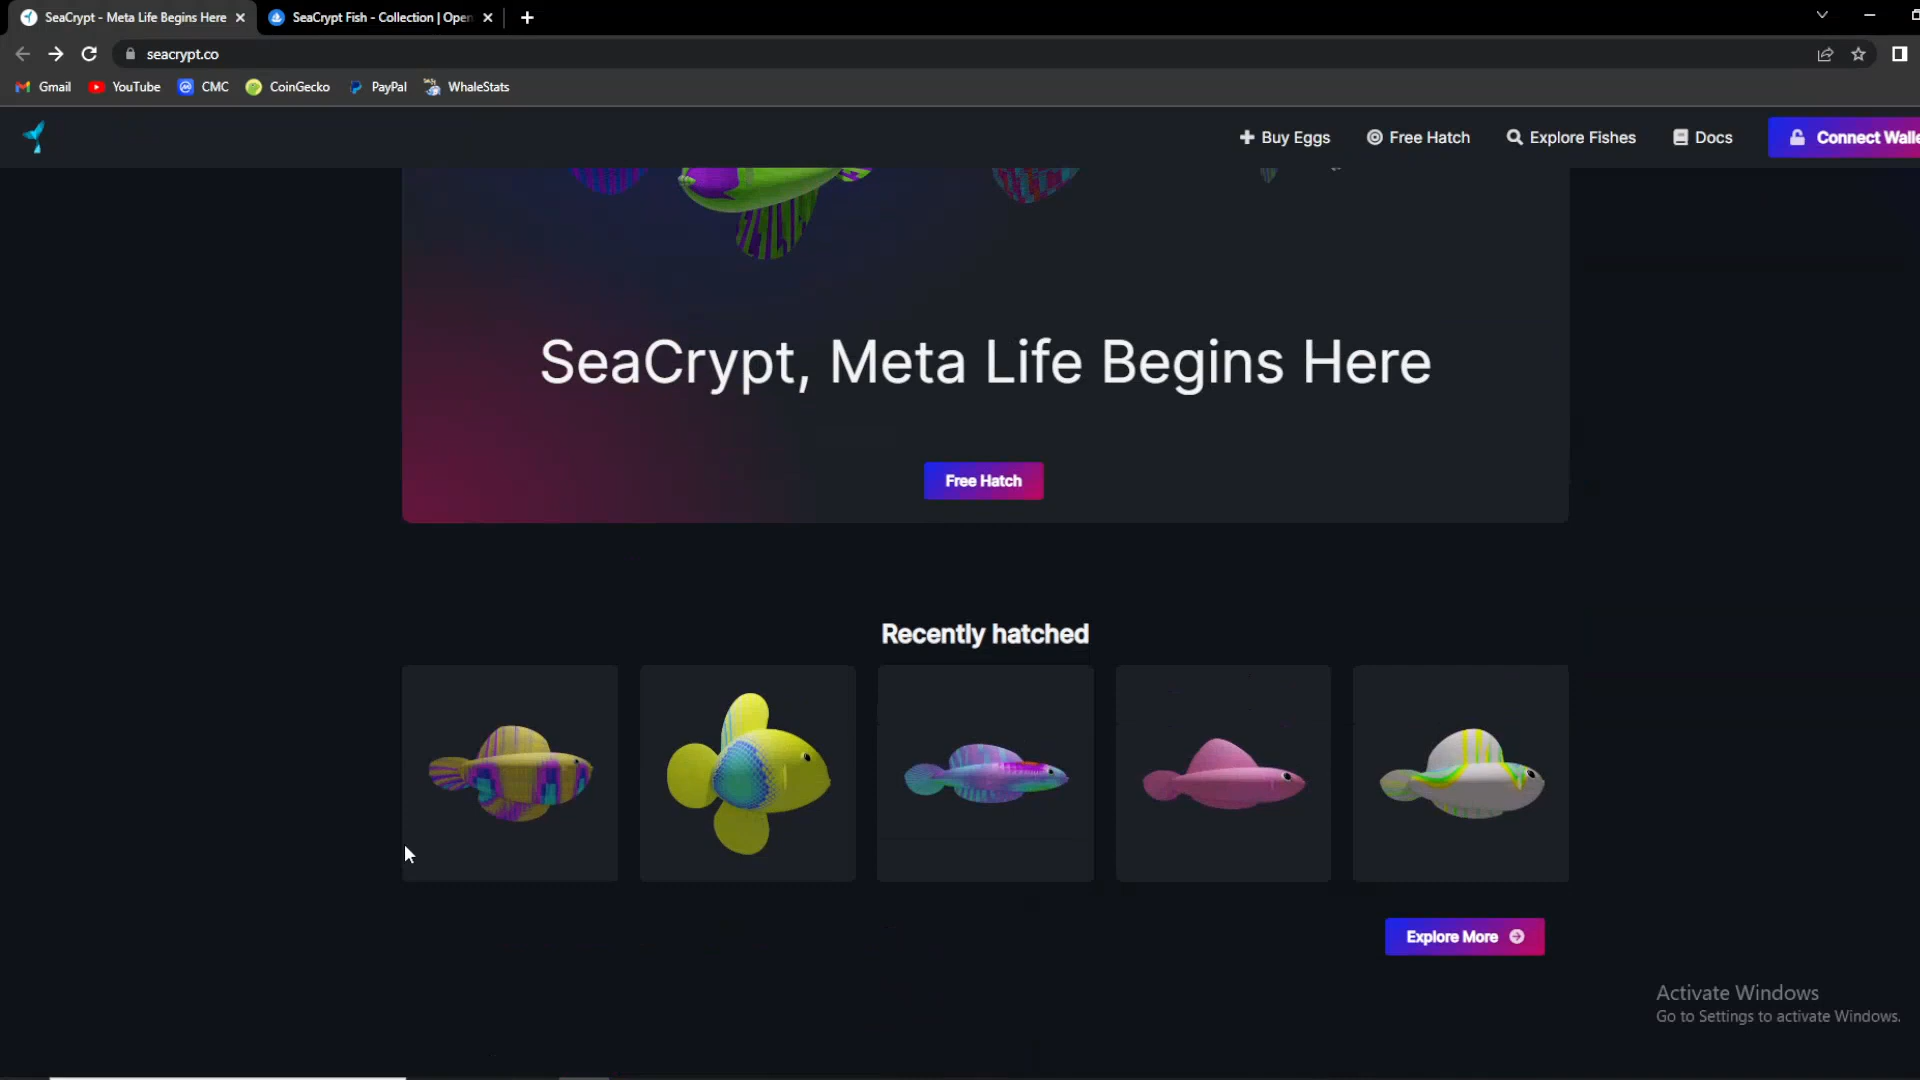 SeaCrypt - Meta Life Begins Here
SeaCrypt Fish - Collection | Open
seacrypt.co
Gmail
YouTube
CMC
CoinGecko
PayPal
WhaleStats
Buy Eggs
Free Hatch
Explore Fishes
Docs
Connect Walle
SeaCrypt, Meta Life Begins Here
Free Hatch
Recently hatched
Explore More
Activate Windows
Go to Settings to activate Windows.